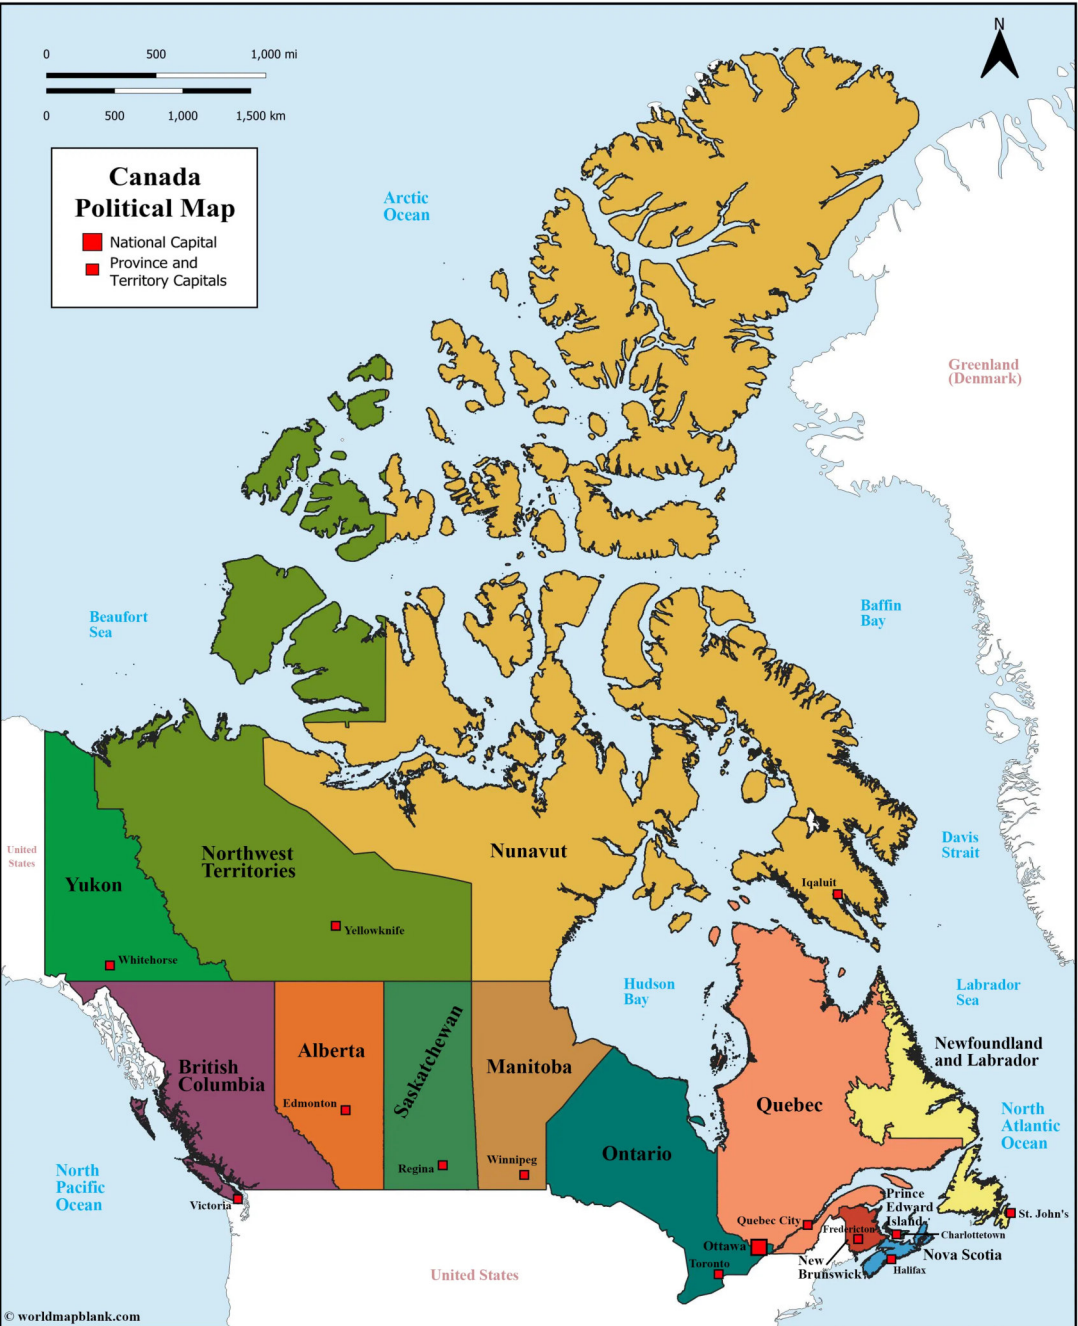 N
0 500 1,000 mi
0 500 1,000 1,500 km
Canada
Political Map
National Capital
Province and
Territory Capitals
Arctic
Ocean
Greenland
(Denmark)
Beaufort
Sea
Baffin
Bay
Davis
Strait
United
States
Yukon
Northwest
Territories
Nunavut
Iqaluit
Yellowknife
Whitehorse
Hudson
Bay
Labrador
Sea
British
Columbia
Alberta
Saskatchewan
Manitoba
Newfoundland
and Labrador
Edmonton
Quebec
North
Atlantic
Ocean
Ontario
Regina
Winnipeg
North
Pacific
Ocean
Victoria
Prince
Edward
Island
St. John's
Quebec City
Fredericton
Charlottetown
Ottawa
Nova Scotia
Toronto
New
Brunswick
Halifax
United States
© worldmapblank.com